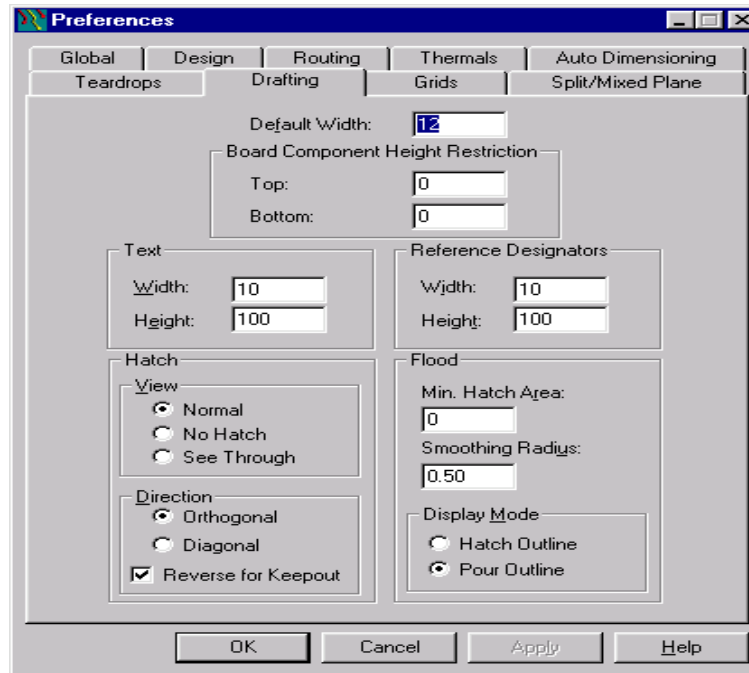 Preferences
Global Design Routing Thermals Auto Dimensioning
Teardrops Drafting Grids Split/Mixed Plane
Default Width: 12
Board Component Height Restriction
Top: 0
Bottom: 0
Text
Width: 10
Height: 100
Reference Designators
Width: 10
Height: 100
Hatch
View
Normal
No Hatch
See Through
Direction
Orthogonal
Diagonal
Reverse for Keepout
Flood
Min. Hatch Area:
0
Smoothing Radius:
0.50
Display Mode
Hatch Outline
Pour Outline
OK Cancel Apply Help